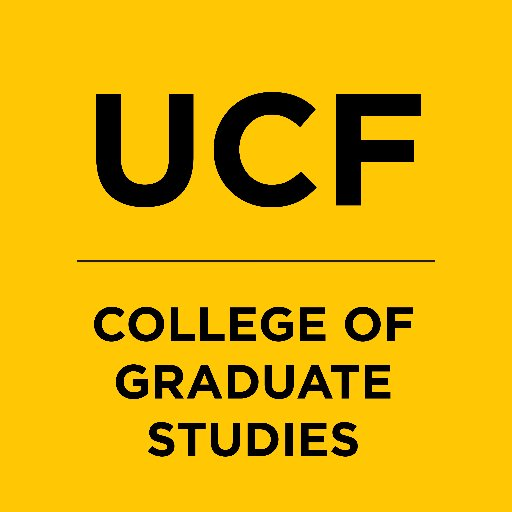 UCF
COLLEGE OF
GRADUATE
STUDIES